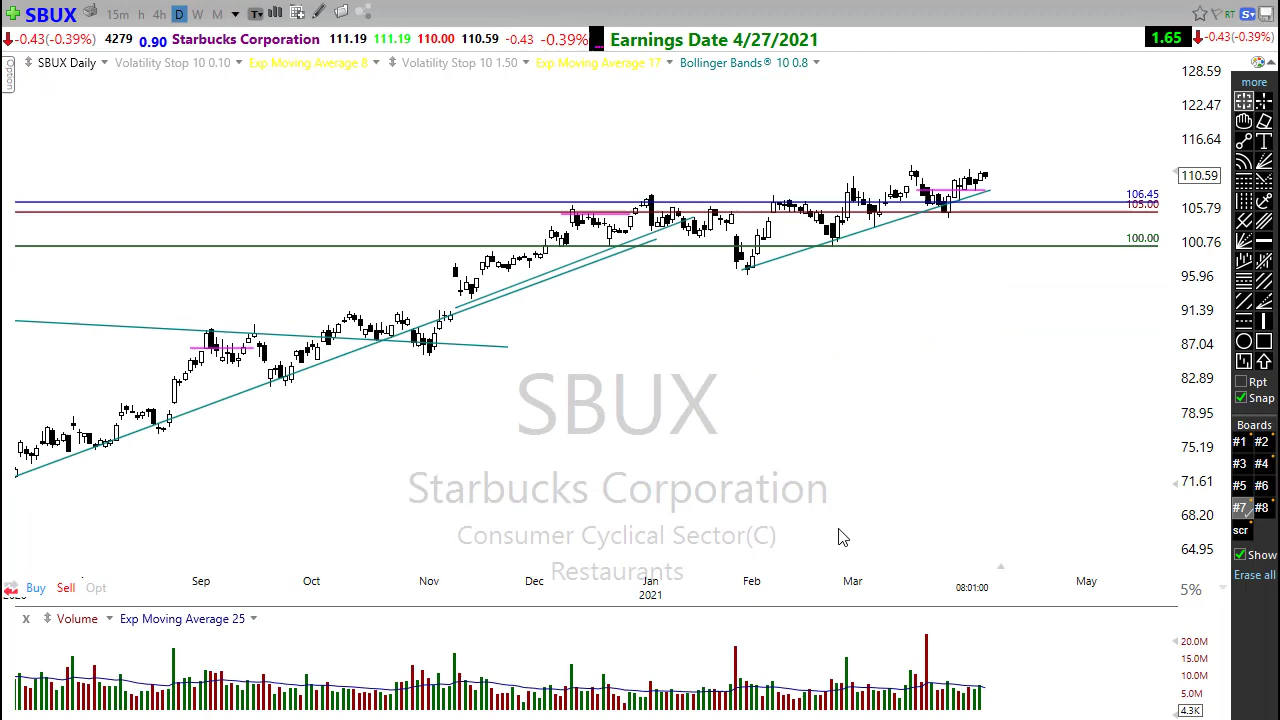 SBUX 15m h 4h D W M T RT S
-0.43(-0.39%) 4279 0.90 Starbucks Corporation 111.19 111.19 110.00 110.59 -0.43 -0.39% Earnings Date 4/27/2021 1.65 -0.43(-0.39%)
Option
SBUX Daily Volatility Stop 10 0.10 Exp Moving Average 8 Volatility Stop 10 1.50 Exp Moving Average 17 Bollinger Bands® 10 0.8
128.59
122.47
116.64
110.59
105.79
100.76
95.96
91.39
87.04
82.89
78.95
75.19
71.61
68.20
64.95
106.45
105.00
100.00
SBUX
Starbucks Corporation
Consumer Cyclical Sector(C)
Restaurants
Sep Oct Nov Dec Jan Feb Mar May
2021
08:01:00
5%
Buy Sell Opt
X Volume Exp Moving Average 25
20.0M
15.0M
10.0M
5.0M
4.3K
more
T
Rpt
Snap
Boards
#1 #2
#3 #4
#5 #6
#7 #8
scr
Show
Erase all